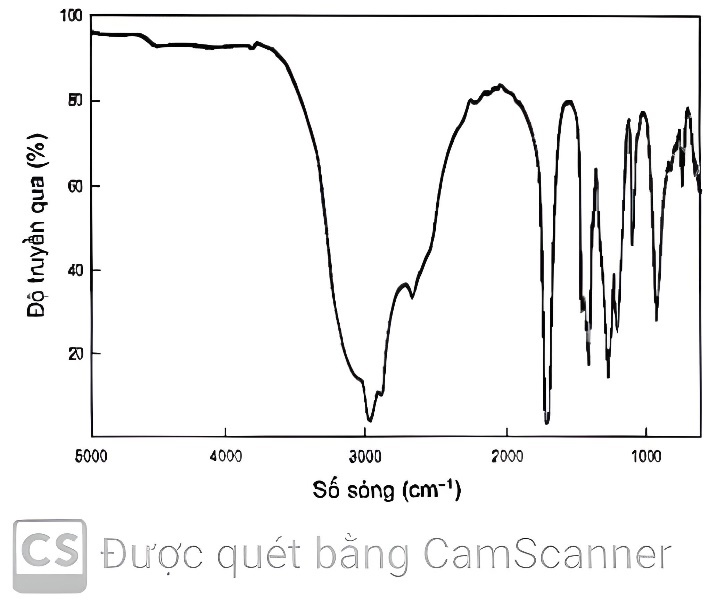 100
80
60
40
20
Độ truyền qua (%)
5000 4000 3000 2000 1000
Số sóng (cm⁻¹)
CS Được quét bằng CamScanner